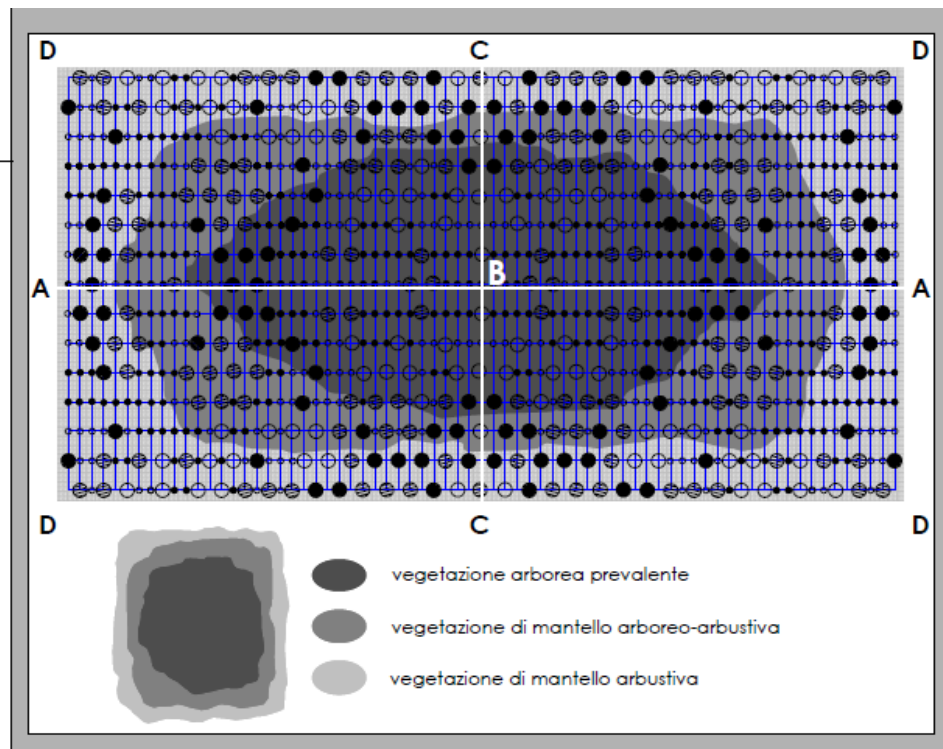 D C D
A B A
D C D
vegetazione arborea prevalente
vegetazione di mantello arboreo-arbustiva
vegetazione di mantello arbustiva